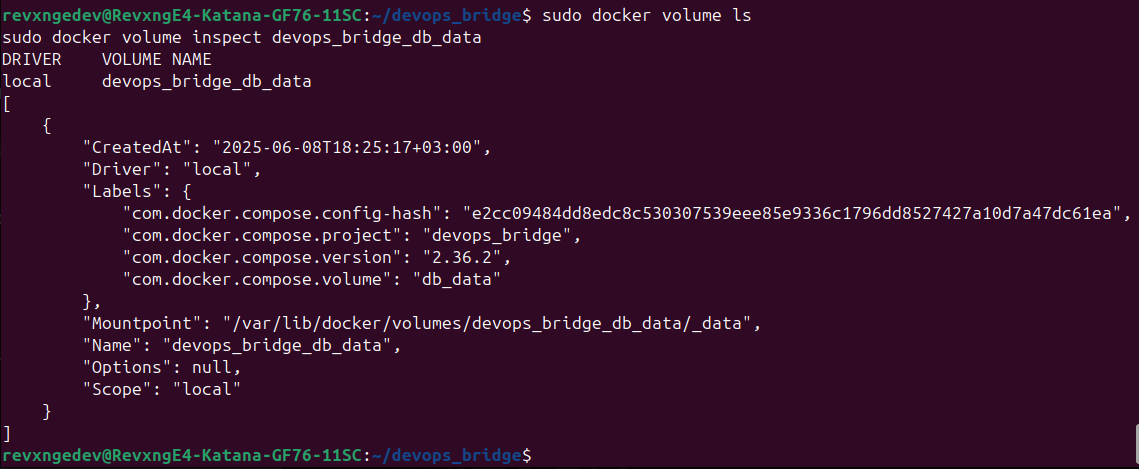 revxngedev@RevxngE4-Katana-GF76-11SC:~/devops_bridge$ sudo docker volume ls
sudo docker volume inspect devops_bridge_db_data
DRIVER    VOLUME NAME
local     devops_bridge_db_data
[
    {
        "CreatedAt": "2025-06-08T18:25:17+03:00",
        "Driver": "local",
        "Labels": {
            "com.docker.compose.config-hash": "e2cc09484dd8edc8c530307539eee85e9336c1796dd8527427a10d7a47dc61ea",
            "com.docker.compose.project": "devops_bridge",
            "com.docker.compose.version": "2.36.2",
            "com.docker.compose.volume": "db_data"
        },
        "Mountpoint": "/var/lib/docker/volumes/devops_bridge_db_data/_data",
        "Name": "devops_bridge_db_data",
        "Options": null,
        "Scope": "local"
    }
]
revxngedev@RevxngE4-Katana-GF76-11SC:~/devops_bridge$